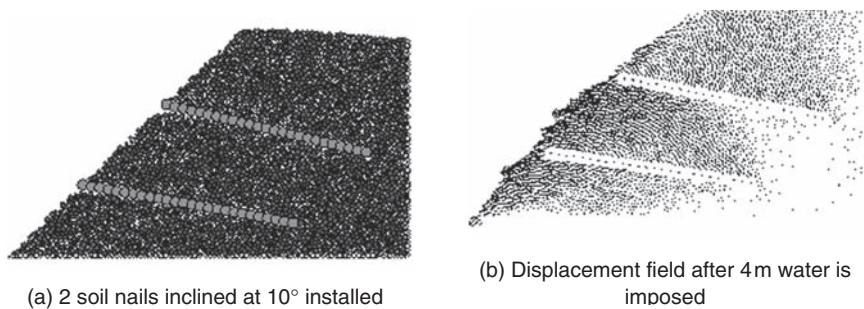 (a) 2 soil nails inclined at 10° installed
(b) Displacement field after 4 m water is
imposed